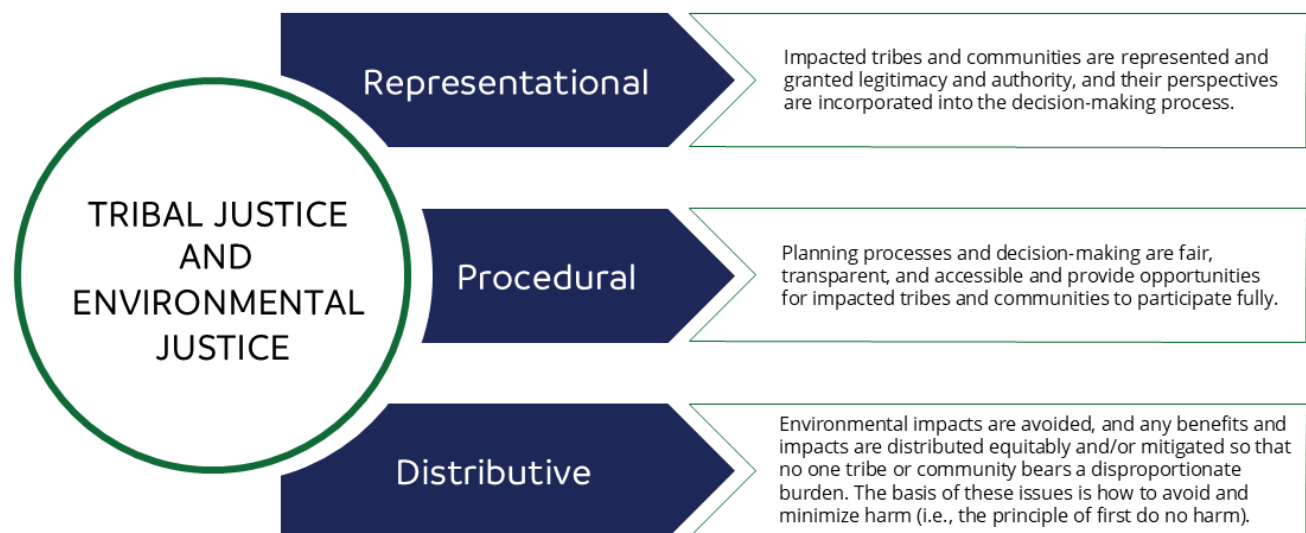 TRIBAL JUSTICE
AND
ENVIRONMENTAL
JUSTICE
Representational
Impacted tribes and communities are represented and
granted legitimacy and authority, and their perspectives
are incorporated into the decision-making process.
Procedural
Planning processes and decision-making are fair,
transparent, and accessible and provide opportunities
for impacted tribes and communities to participate fully.
Distributive
Environmental impacts are avoided, and any benefits and
impacts are distributed equitably and/or mitigated so that
no one tribe or community bears a disproportionate
burden. The basis of these issues is how to avoid and
minimize harm (i.e., the principle of first do no harm).